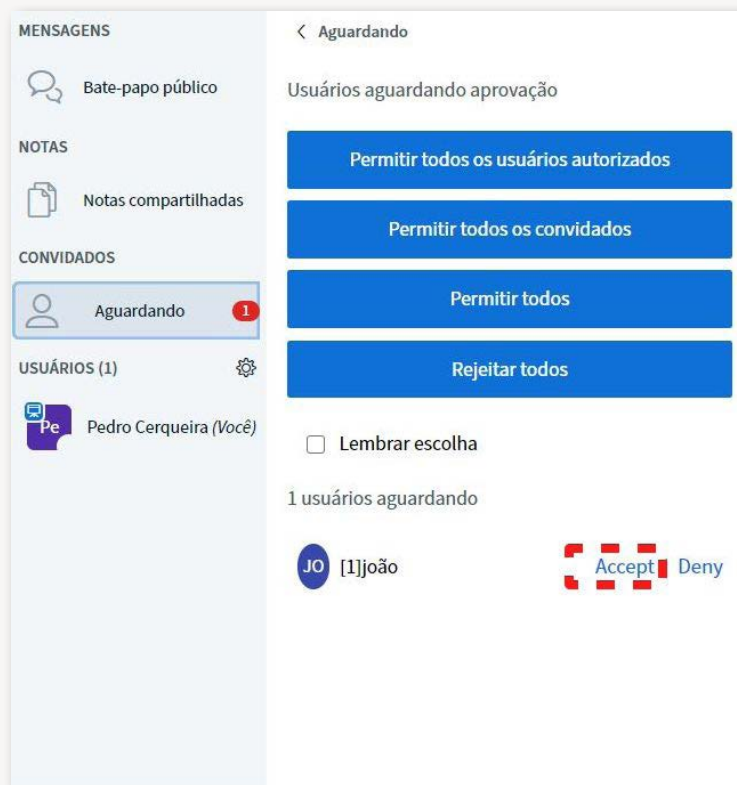 MENSAGENS
Bate-papo público
NOTAS
Notas compartilhadas
CONVIDADOS
Aguardando 1
USUÁRIOS (1)
Pe Pedro Cerqueira (Você)
Aguardando
Usuários aguardando aprovação
Permitir todos os usuários autorizados
Permitir todos os convidados
Permitir todos
Rejeitar todos
Lembrar escolha
1 usuários aguardando
JO [1]joão Accept Deny